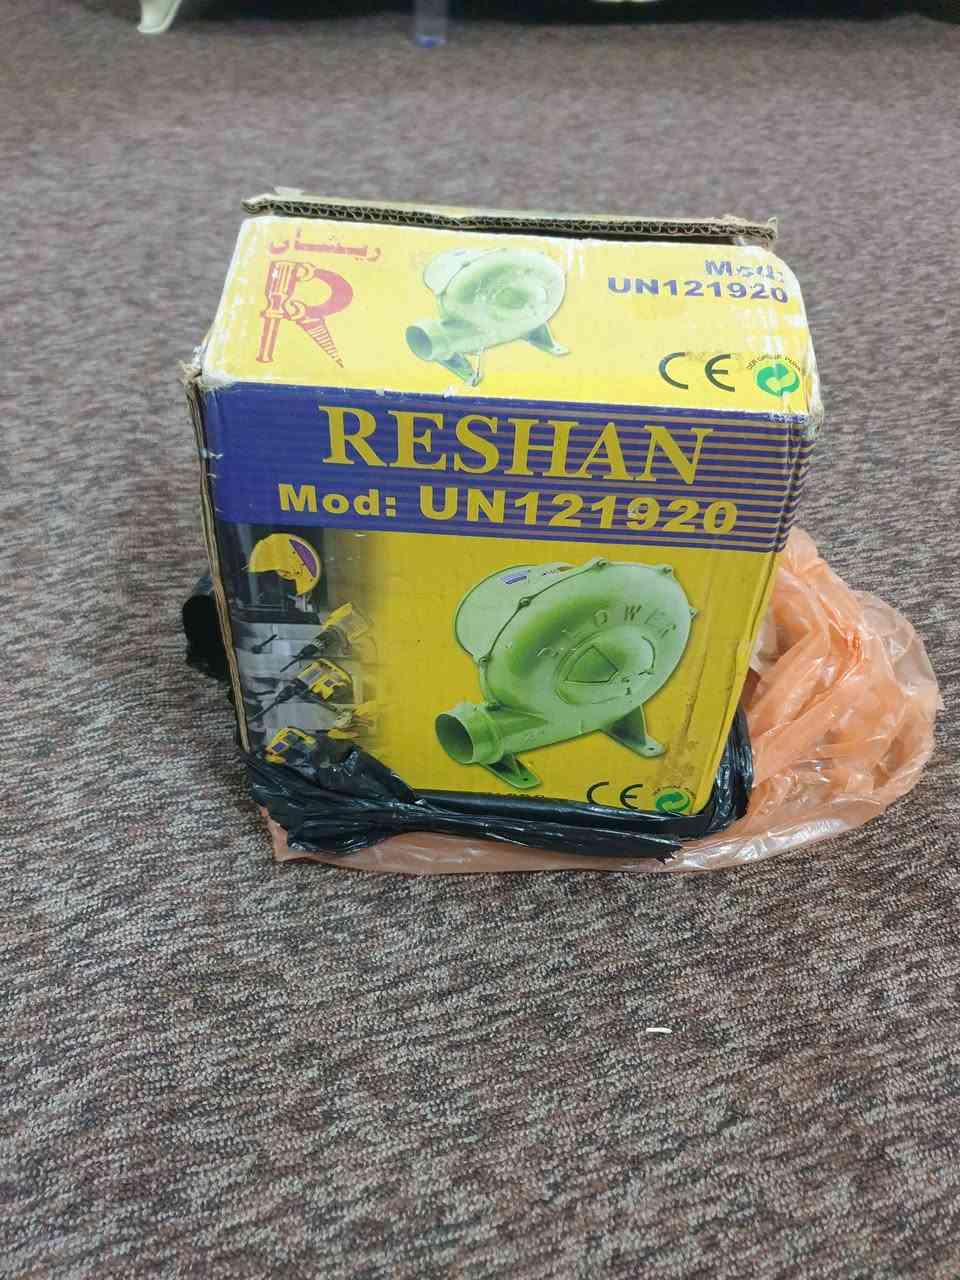 ريشان
Mod:
UN121920
CE
RESHAN
Mod: UN121920
BLOWER
CE